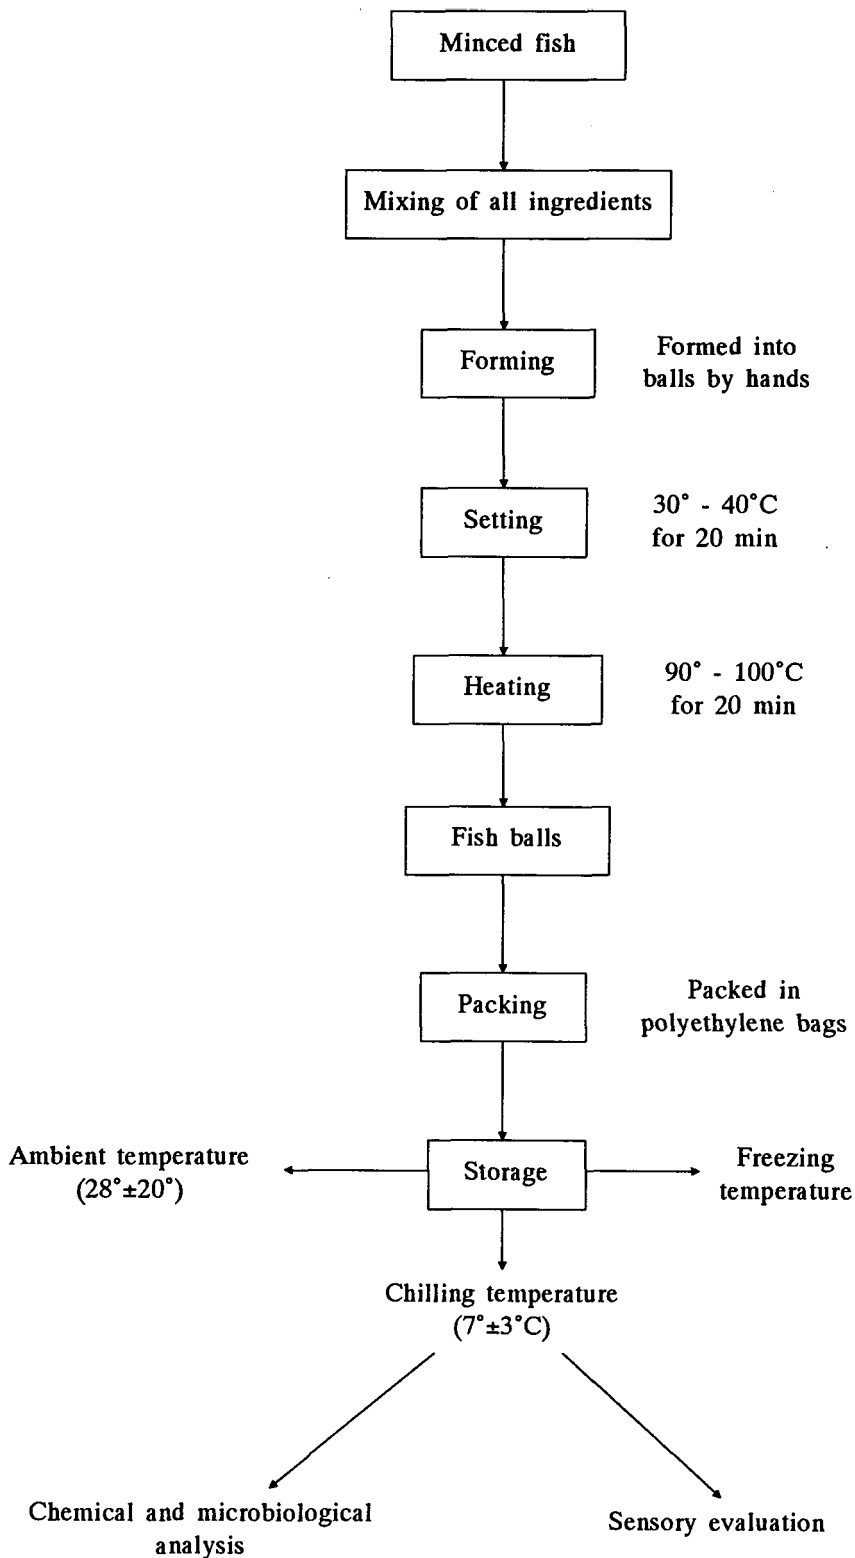 Minced fish
Mixing of all ingredients
Forming
Formed into
balls by hands
Setting
30° - 40°C
for 20 min
Heating
90° - 100°C
for 20 min
Fish balls
Packing
Packed in
polyethylene bags
Storage
Ambient temperature
(28°±20°)
Freezing
temperature
Chilling temperature
(7°±3°C)
Chemical and microbiological
analysis
Sensory evaluation